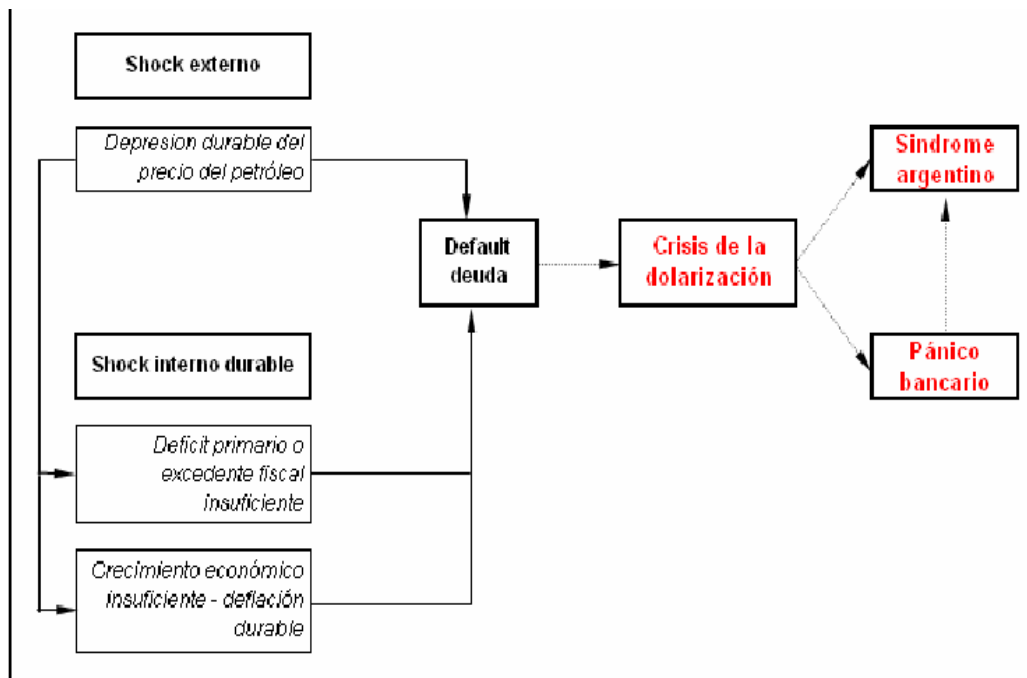 Shock externo
Depresion durable del
precio del petróleo
Default
deuda
Crisis de la
dolarización
Sindrome
argentino
Pánico
bancario
Shock interno durable
Deficit primario o
excedente fiscal
insuficiente
Crecimiento económico
insuficiente - deflación
durable